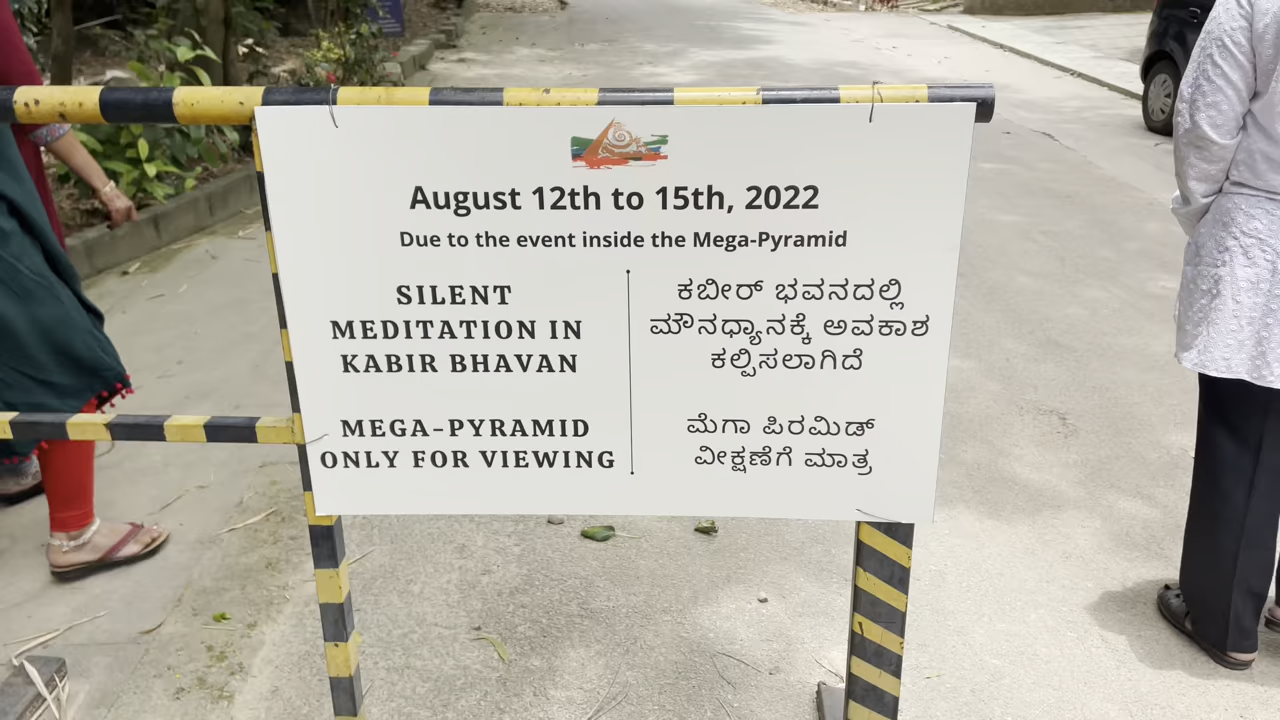 August 12th to 15th, 2022
Due to the event inside the Mega-Pyramid
SILENT
MEDITATION IN
KABIR BHAVAN
MEGA-PYRAMID
ONLY FOR VIEWING
ಕಬೀರ್ ಭವನದಲ್ಲಿ
ಮೌನಧ್ಯಾನಕ್ಕೆ ಅವಕಾಶ
ಕಲ್ಪಿಸಲಾಗಿದೆ
ಮೆಗಾ ಪಿರಮಿಡ್
ವೀಕ್ಷಣೆಗೆ ಮಾತ್ರ